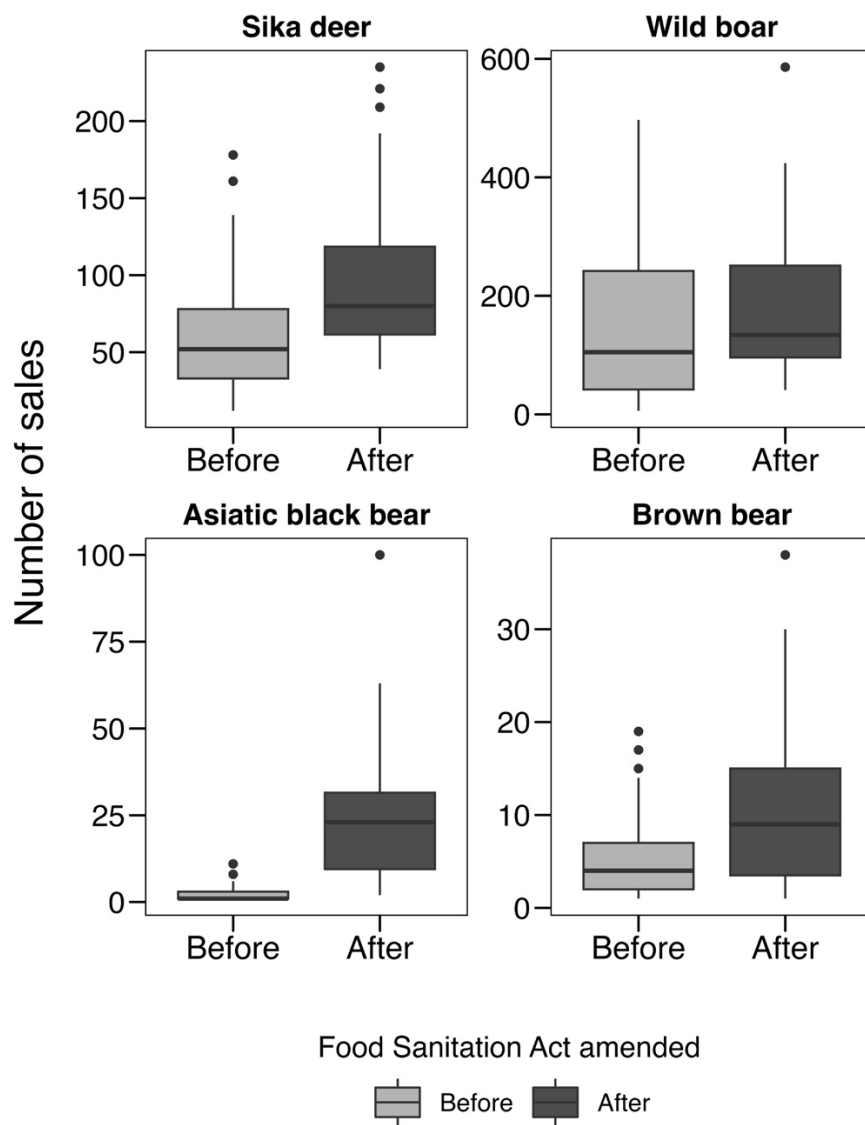 Sika deer
Wild boar
Number of sales
200
150
100
50
600
400
200
0
Before
After
Before
After
Asiatic black bear
Brown bear
100
75
50
25
0
30
20
10
0
Before
After
Before
After
Food Sanitation Act amended
Before
After